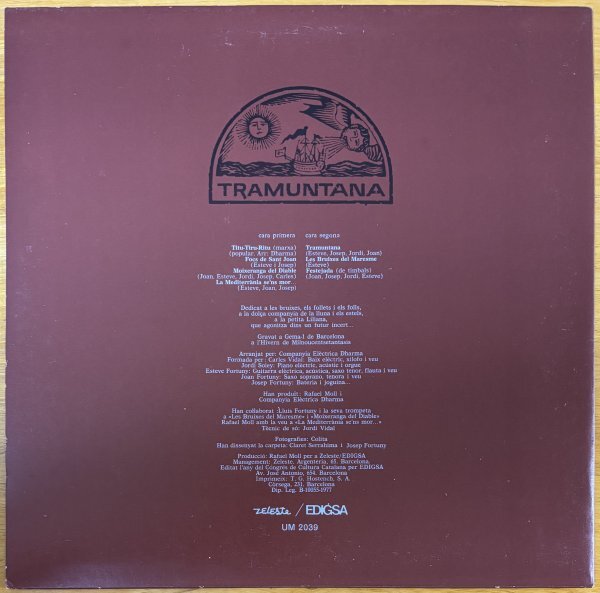 TRAMUNTANA
cara primera
Titu-Tiru-Ritu (marxa)
(popular. Arr: Dharma)
Focs de Sant Joan
(Esteve i Josep)
Moixeranga del Diable
(Joan, Esteve, Jordi, Josep, Carles)
La Mediterrània se'ns mor...
(Esteve, Joan, Josep)
cara segona
Tramuntana
(Esteve, Josep, Jordi, Joan)
Les Bruixes del Maresme
(Esteve)
Festejada (de timbals)
(Joan, Josep, Jordi, Esteve)
Dedicat a les bruixes, els follets i els folls,
a la dolça companyia de la lluna i els estels,
a la petita Liliana,
que agonitza dins un futur incert...
Gravat a Gema-1 de Barcelona
a l'Hivern de Milnoucentsetantasis
Arranjat per: Companyia Elèctrica Dharma
Formada per: Carles Vidal: Baix elèctric, xilofo i veu
Jordi Soley: Piano elèctric, acústic i orgue
Esteve Fortuny: Guitarra elèctrica, acústica, saxo tenor, flauta i veu
Joan Fortuny: Saxo soprano, tenora i veu
Josep Fortuny: Bateria i joguina...
Han produït: Rafael Moll i
Companyia Elèctrica Dharma
Han collaborat :Lluís Fortuny i la seva trompeta
a «Les Bruixes del Maresme» i «Moixeranga del Diable»
Rafael Moll amb la veu a «La Mediterrània se'ns mor...»
Tècnic de só: Jordi Vidal
Fotografies: Colita
Han dissenyat la carpeta: Claret Serrahima i Josep Fortuny
Producció: Rafael Moll per a Zeleste/EDIGSA
Management: Zeleste. Argenteria, 65. Barcelona.
Editat l'any del Congrés de Cultura Catalana per EDIGSA
Av. José Antonio, 654. Barcelona
Imprimeix: T. G. Hostench, S. A.
Còrsega, 231. Barcelona
Dip. Leg. B-10055-1977
zeleste / EDIGSA
UM 2039